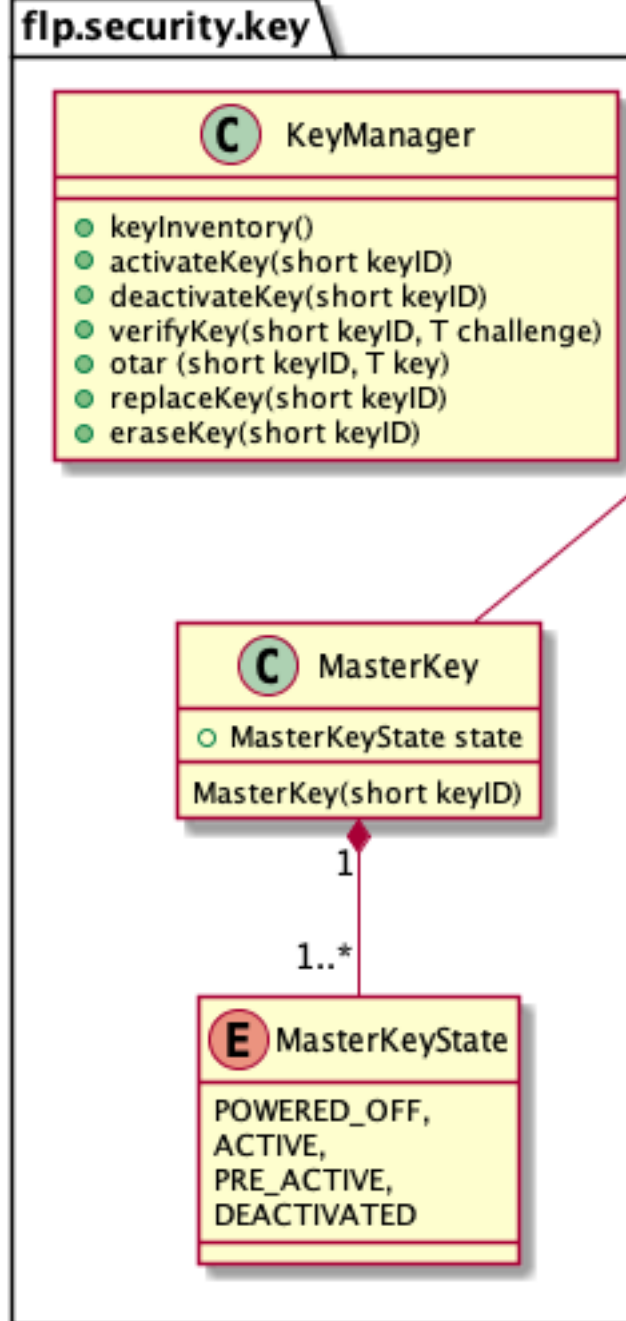 flp.security.key
C KeyManager
keyInventory()
activateKey(short keyID)
deactivateKey(short keyID)
verifyKey(short keyID, T challenge)
otar (short keyID, T key)
replaceKey(short keyID)
eraseKey(short keyID)
C MasterKey
MasterKeyState state
MasterKey(short keyID)
1
1..*
E MasterKeyState
POWERED_OFF,
ACTIVE,
PRE_ACTIVE,
DEACTIVATED